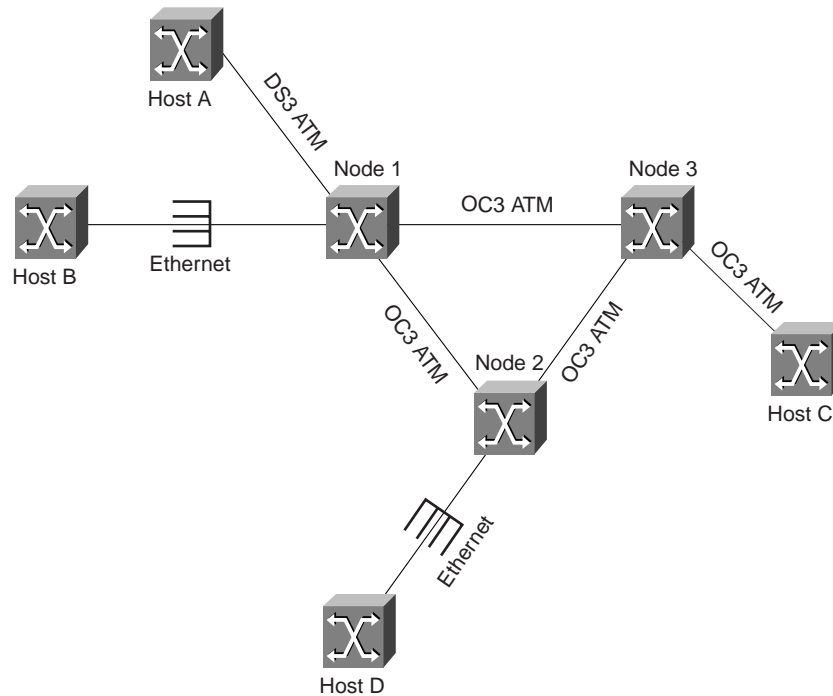 Host A
DS3 ATM
Node 1
Node 3
OC3 ATM
Host B
Ethernet
OC3 ATM
OC3 ATM
OC3 ATM
Node 2
Host C
Ethernet
Host D